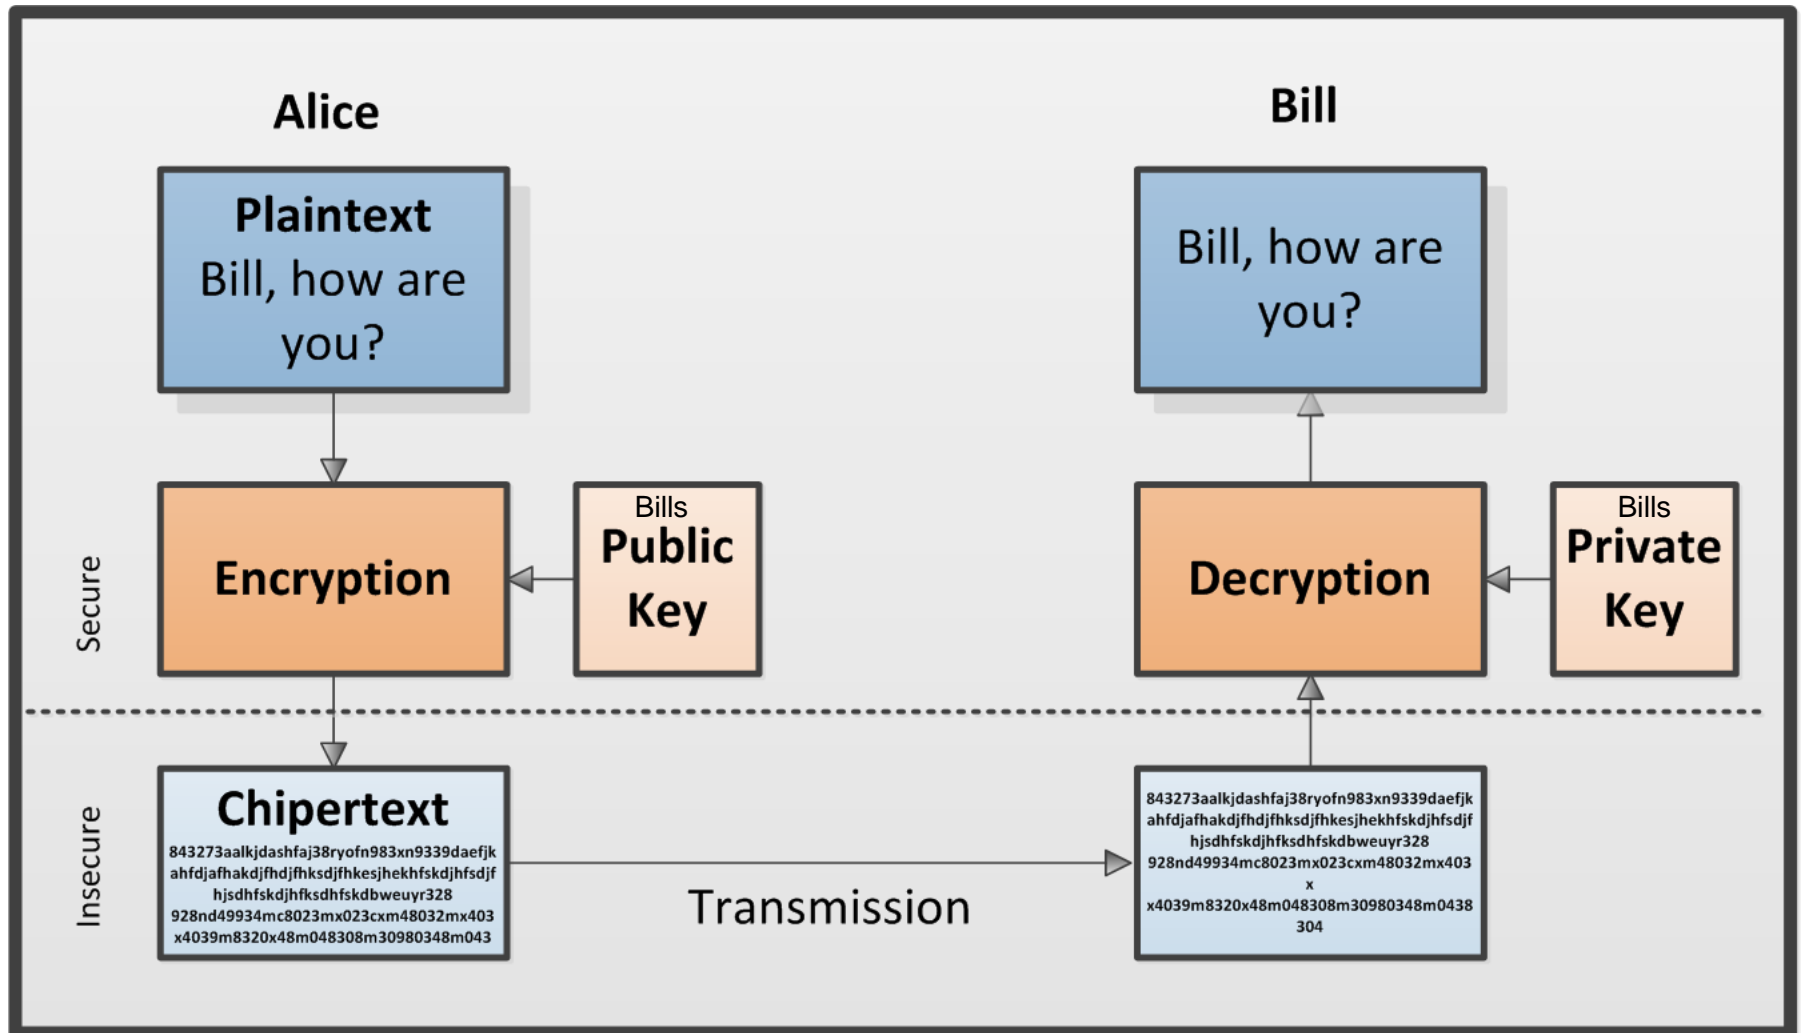 Alice
Bill
Plaintext
Bill, how are
you?
Bill, how are
you?
Encryption
Bills
Public
Key
Decryption
Bills
Private
Key
Secure
Insecure
Chipertext
843273aalkjdashfaj38ryofn983xn9339daefjk
ahfdjafhakdjfhdjfhksdjfhkesjhekhfskdjhfsdjf
hjsdhfskdjhfksdhfskdbweuyr328
928nd49934mc8023mx023cxm48032mx403
x4039m8320x48m048308m30980348m043
Transmission
843273aalkjdashfaj38ryofn983xn9339daefjk
ahfdjafhakdjfhdjfhksdjfhkesjhekhfskdjhfsdjf
hjsdhfskdjhfksdhfskdbweuyr328
928nd49934mc8023mx023cxm48032mx403
x
x4039m8320x48m048308m30980348m0438
304